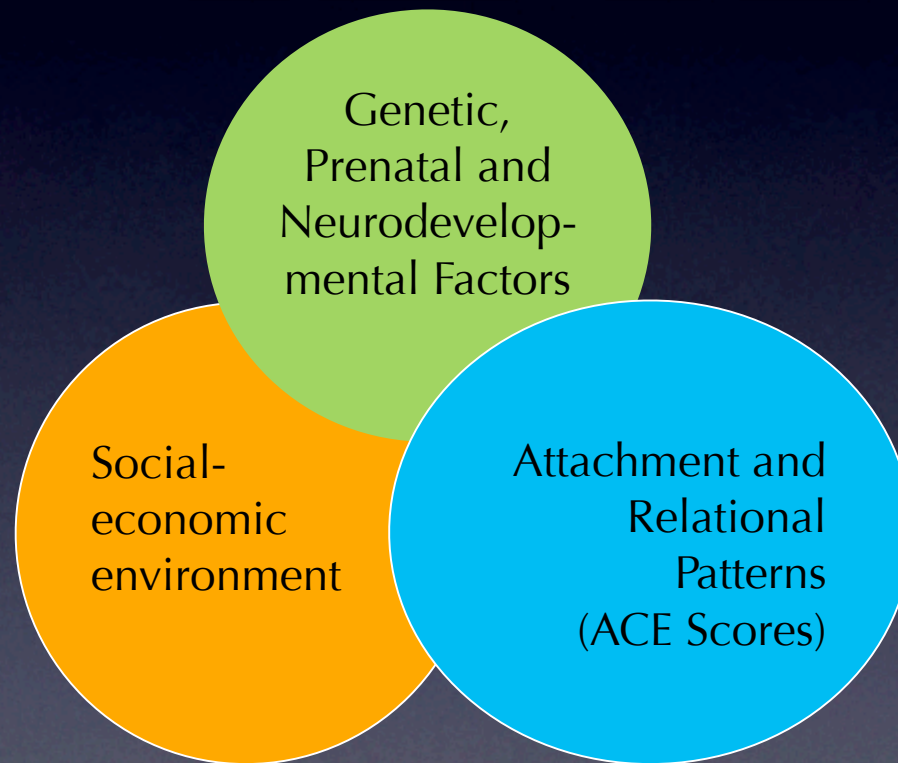 Genetic,
Prenatal and
Neurodevelop-
mental Factors
Social-
economic
environment
Attachment and
Relational
Patterns
(ACE Scores)